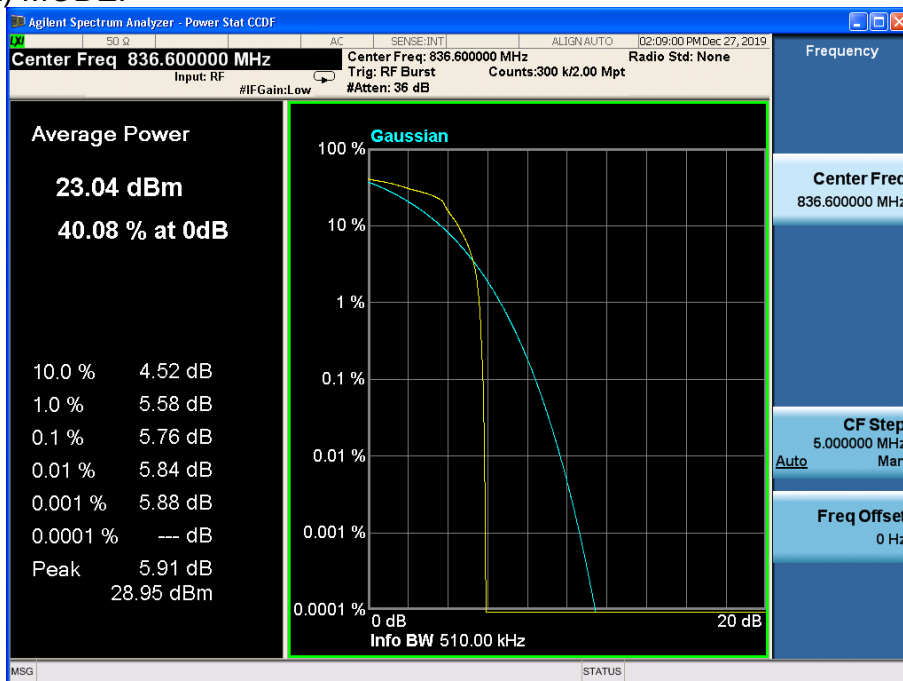 ) MODE:
Agilent Spectrum Analyzer - Power Stat CCDF
LXI 50 Ω AC SENSE:INT ALIGN AUTO 02:09:00 PM Dec 27, 2019
Center Freq 836.600000 MHz
Input: RF
#IFGain:Low
Center Freq: 836.600000 MHz
Trig: RF Burst Counts:300 k/2.00 Mpt
#Atten: 36 dB
Radio Std: None
Frequency
Average Power
23.04 dBm
40.08 % at 0dB
10.0 % 4.52 dB
1.0 % 5.58 dB
0.1 % 5.76 dB
0.01 % 5.84 dB
0.001 % 5.88 dB
0.0001 % --- dB
Peak 5.91 dB
28.95 dBm
Gaussian
100 %
10 %
1 %
0.1 %
0.01 %
0.001 %
0.0001 %
0 dB 20 dB
Info BW 510.00 kHz
Center Freq
836.600000 MHz
CF Step
5.000000 MHz
Auto Man
Freq Offset
0 Hz
MSG STATUS